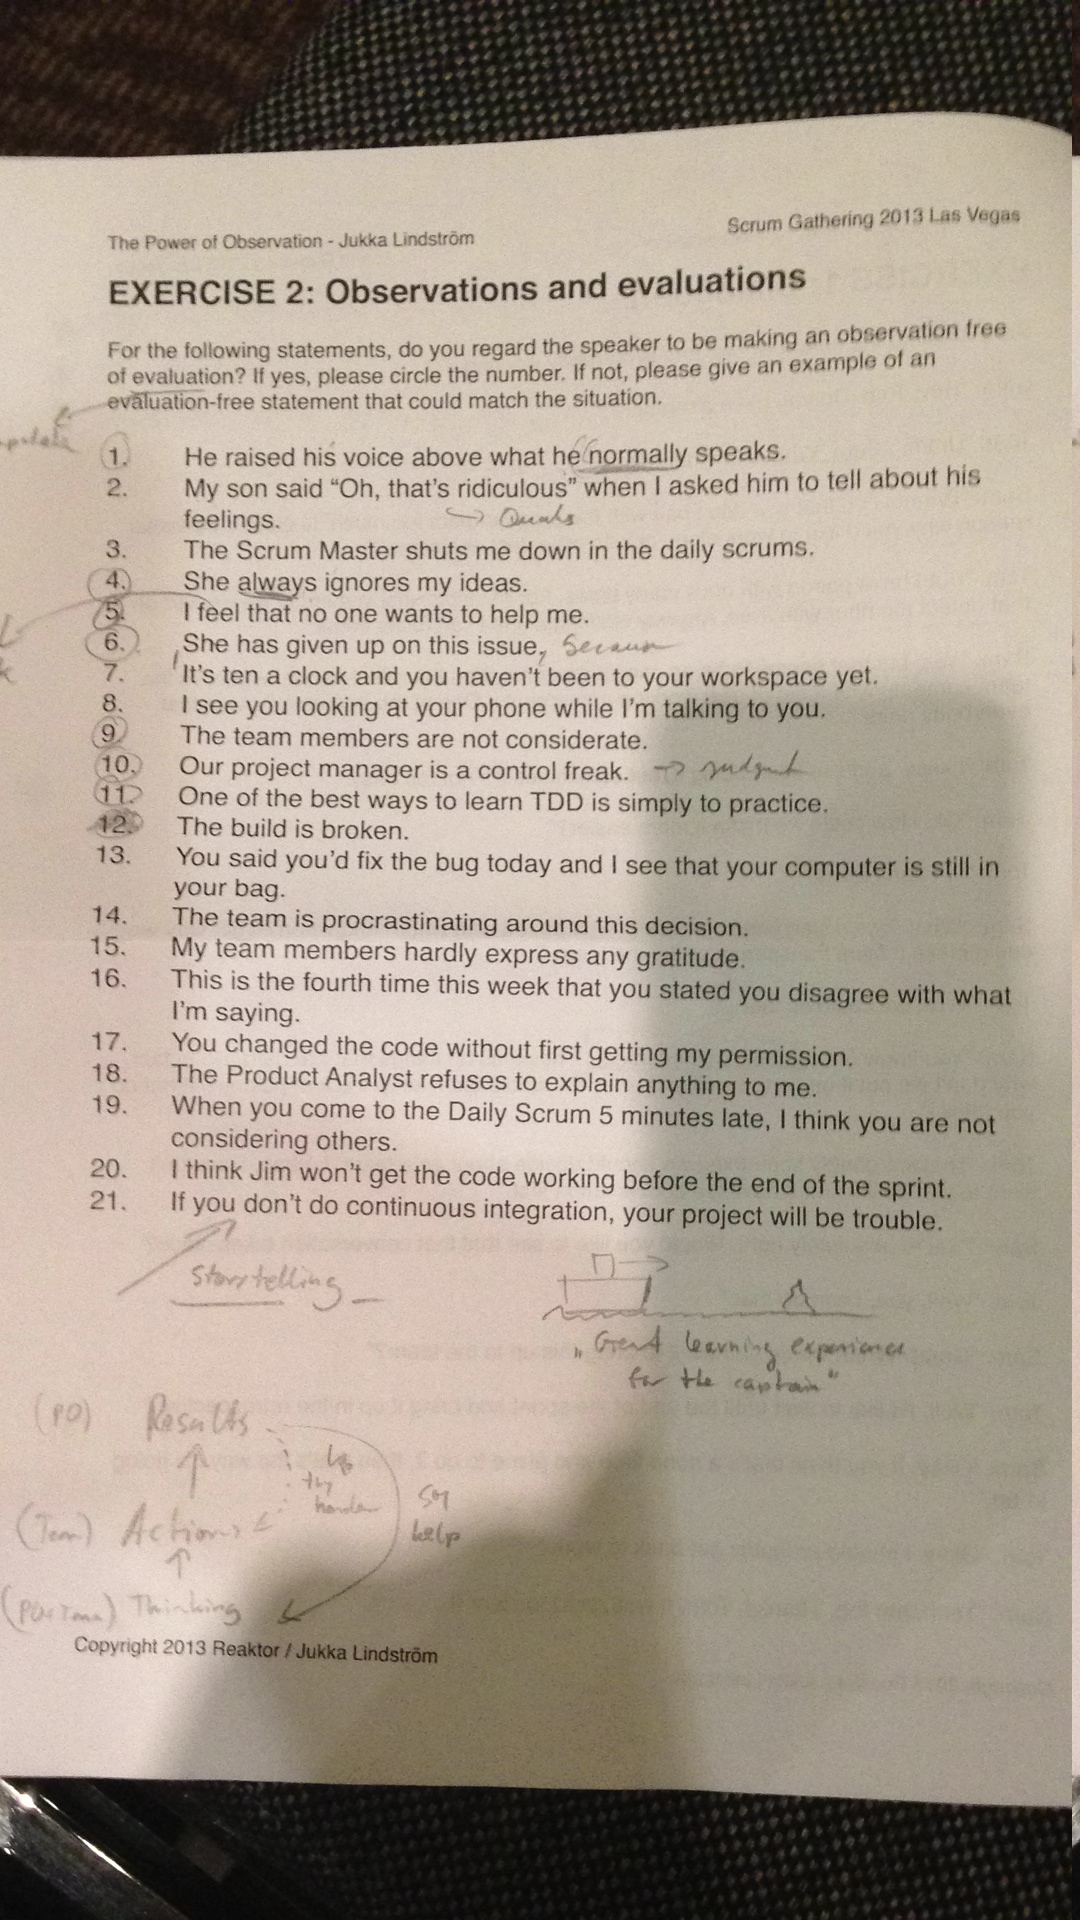 The Power of Observation - Jukka Lindström
Scrum Gathering 2013 Las Vegas
EXERCISE 2: Observations and evaluations
For the following statements, do you regard the speaker to be making an observation free
of evaluation? If yes, please circle the number. If not, please give an example of an
evaluation-free statement that could match the situation.
1. He raised his voice above what he normally speaks.
2. My son said “Oh, that’s ridiculous” when I asked him to tell about his
feelings.
3. The Scrum Master shuts me down in the daily scrums.
4. She always ignores my ideas.
5. I feel that no one wants to help me.
6. She has given up on this issue,
7. It’s ten a clock and you haven’t been to your workspace yet.
8. I see you looking at your phone while I’m talking to you.
9. The team members are not considerate.
10. Our project manager is a control freak. →
11. One of the best ways to learn TDD is simply to practice.
12. The build is broken.
13. You said you’d fix the bug today and I see that your computer is still in
your bag.
14. The team is procrastinating around this decision.
15. My team members hardly express any gratitude.
16. This is the fourth time this week that you stated you disagree with what
I’m saying.
17. You changed the code without first getting my permission.
18. The Product Analyst refuses to explain anything to me.
19. When you come to the Daily Scrum 5 minutes late, I think you are not
considering others.
20. I think Jim won’t get the code working before the end of the sprint.
21. If you don’t do continuous integration, your project will be trouble.
Storytelling
„Great learning experience
for the captain“
(PO) Results
try
harder
(Team) Actions
help
Thinking
Copyright 2013 Reaktor / Jukka Lindström